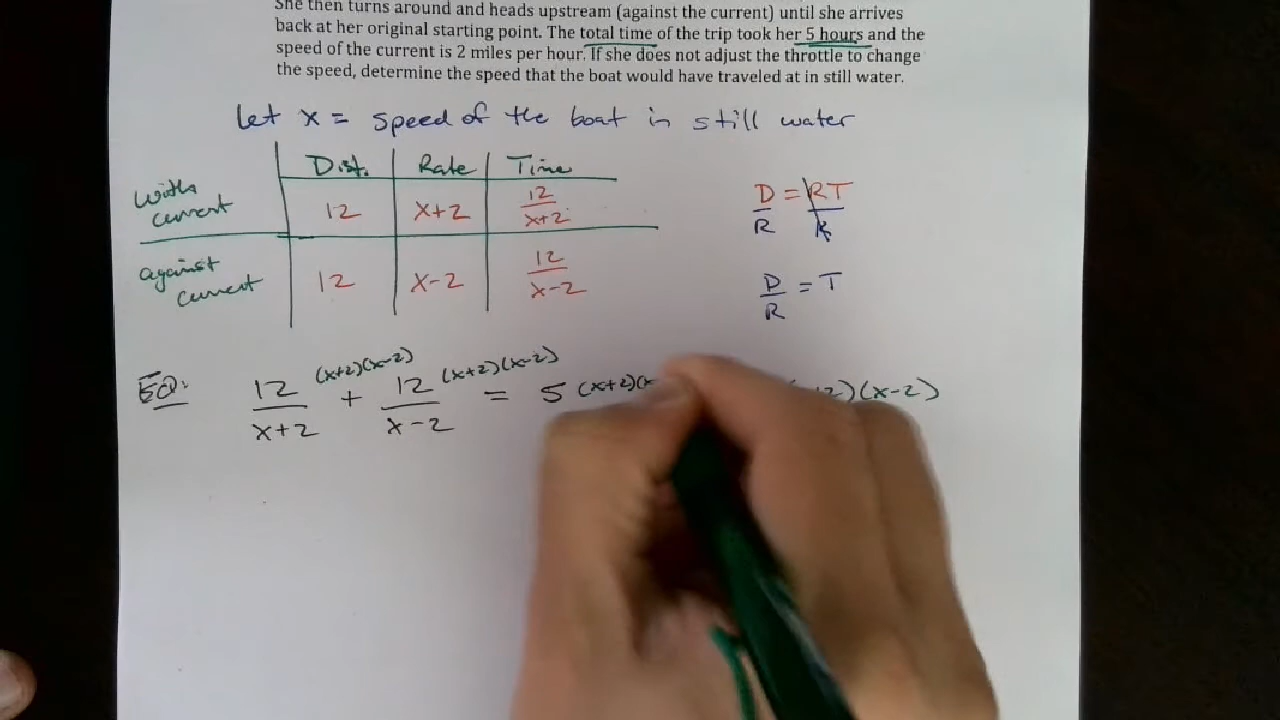 She then turns around and heads upstream (against the current) until she arrives
back at her original starting point. The total time of the trip took her 5 hours and the
speed of the current is 2 miles per hour. If she does not adjust the throttle to change
the speed, determine the speed that the boat would have traveled at in still water.
Let x = speed of the boat in still water
Dist. Rate Time
With current 12 x+2 12/x+2
against current 12 x-2 12/x-2
D/R = RT/R
D/R = T
EQ: 12/x+2 (x+2)(x-2) + 12/x-2 (x+2)(x-2) = 5 (x+2)(x
+2)(x-2)